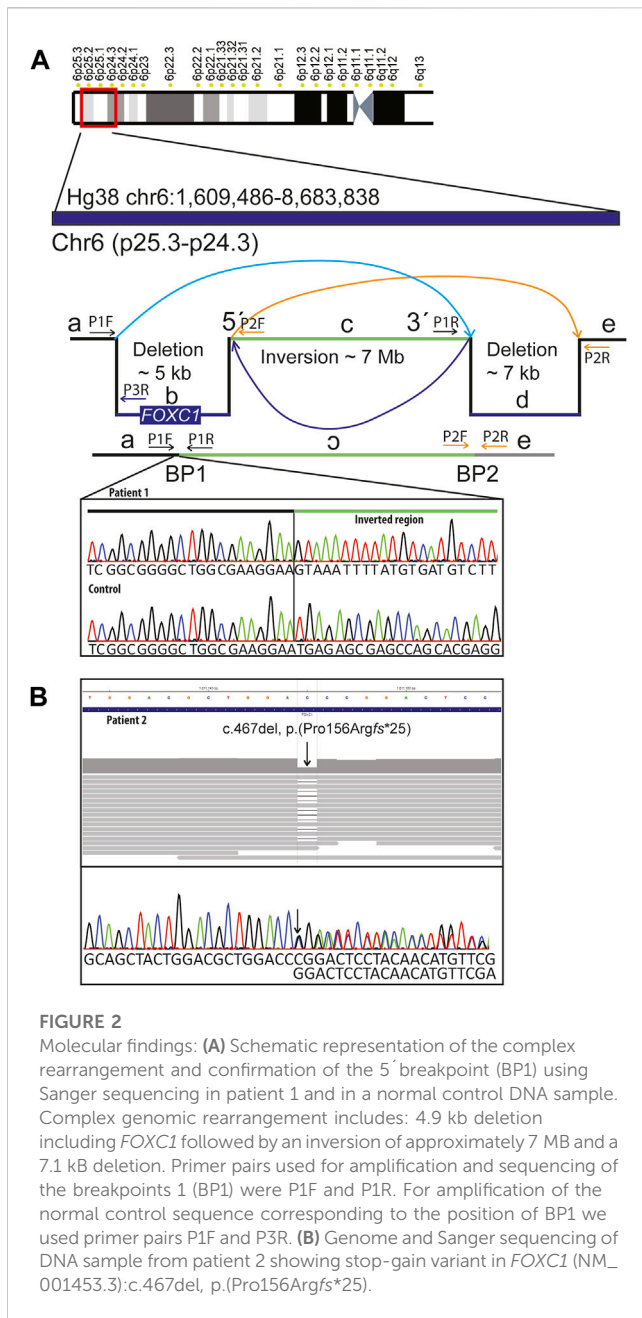 A
6p25.3 6p25.2 6p25.1 6p24.3 6p24.2 6p24.1 6p23 6p22.3 6p22.2 6p22.1 6p21.33 6p21.32 6p21.31 6p21.2 6p21.1 6p12.3 6p12.2 6p12.1 6p11.2 6p11.1 6q11.1 6q11.2 6q12 6q13
Hg38 chr6:1,609,486-8,683,838
Chr6 (p25.3-p24.3)
a P1F 5´ P2F c 3´ P1R e
Deletion Inversion ~ 7 Mb Deletion P2R
~ 5 kb ~ 7 kb
P3R b d
FOXC1
a P1F P1R c P2F P2R e
BP1 BP2
Patient 1
Inverted region
TCGGCGGGGCTGGCGAAGGAAGTAAATTTTATGTGATGTCTT
Control
TCGGCGGGGCTGGCGAAGGAATGAGAGCGAGCCAGCACGAGG
B
Patient 2
FOXC1
c.467del, p.(Pro156Argfs*25)
GCAGCTACTGGACGCTGGACCCGGACTCCTACAACATGTTCG
GGACTCCTACAACATGTTCGA
FIGURE 2
Molecular findings: (A) Schematic representation of the complex
rearrangement and confirmation of the 5´breakpoint (BP1) using
Sanger sequencing in patient 1 and in a normal control DNA sample.
Complex genomic rearrangement includes: 4.9 kb deletion
including FOXC1 followed by an inversion of approximately 7 MB and a
7.1 kB deletion. Primer pairs used for amplification and sequencing of
the breakpoints 1 (BP1) were P1F and P1R. For amplification of the
normal control sequence corresponding to the position of BP1 we
used primer pairs P1F and P3R. (B) Genome and Sanger sequencing of
DNA sample from patient 2 showing stop-gain variant in FOXC1 (NM_
001453.3):c.467del, p.(Pro156Argfs*25).